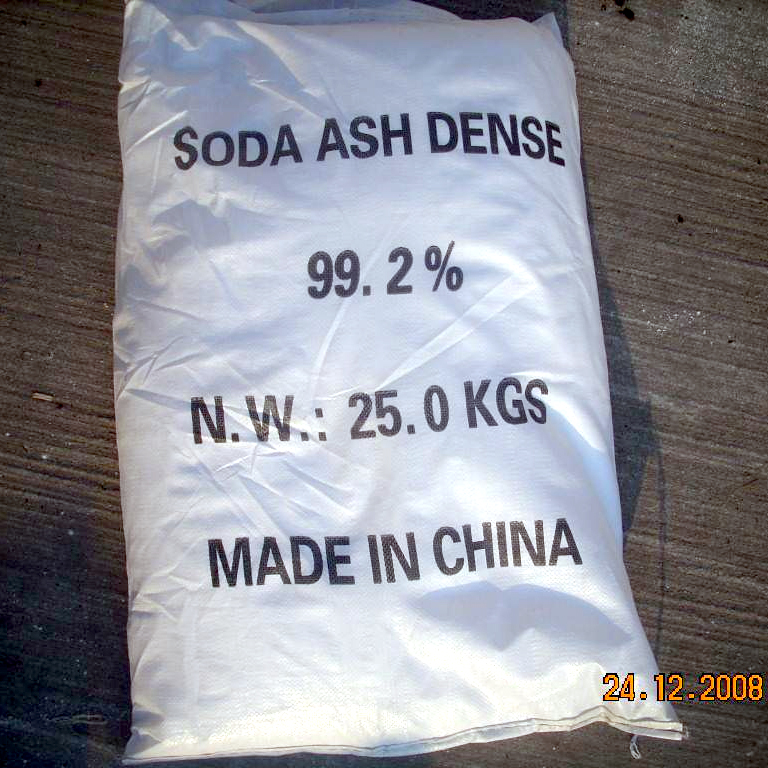 SODA ASH DENSE
99.2%
N.W.: 25.0 KGS
MADE IN CHINA
24.12.2008